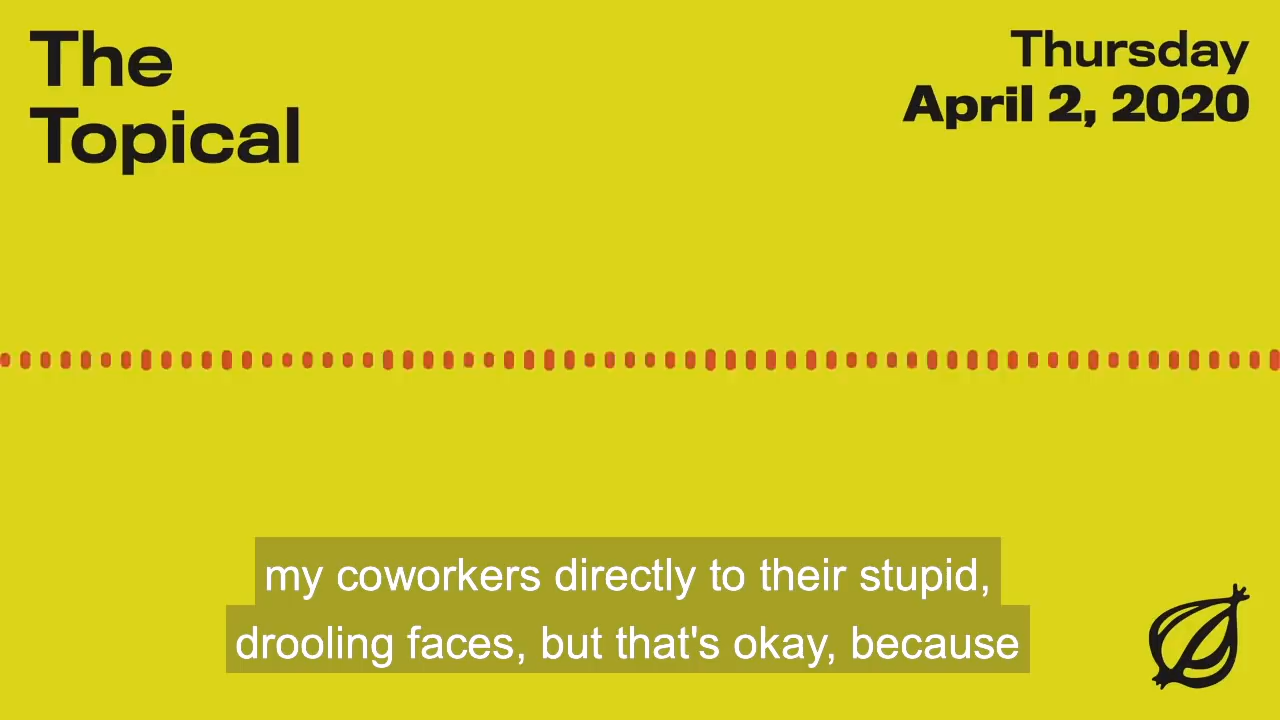 The
Topical
Thursday
April 2, 2020
my coworkers directly to their stupid,
drooling faces, but that's okay, because